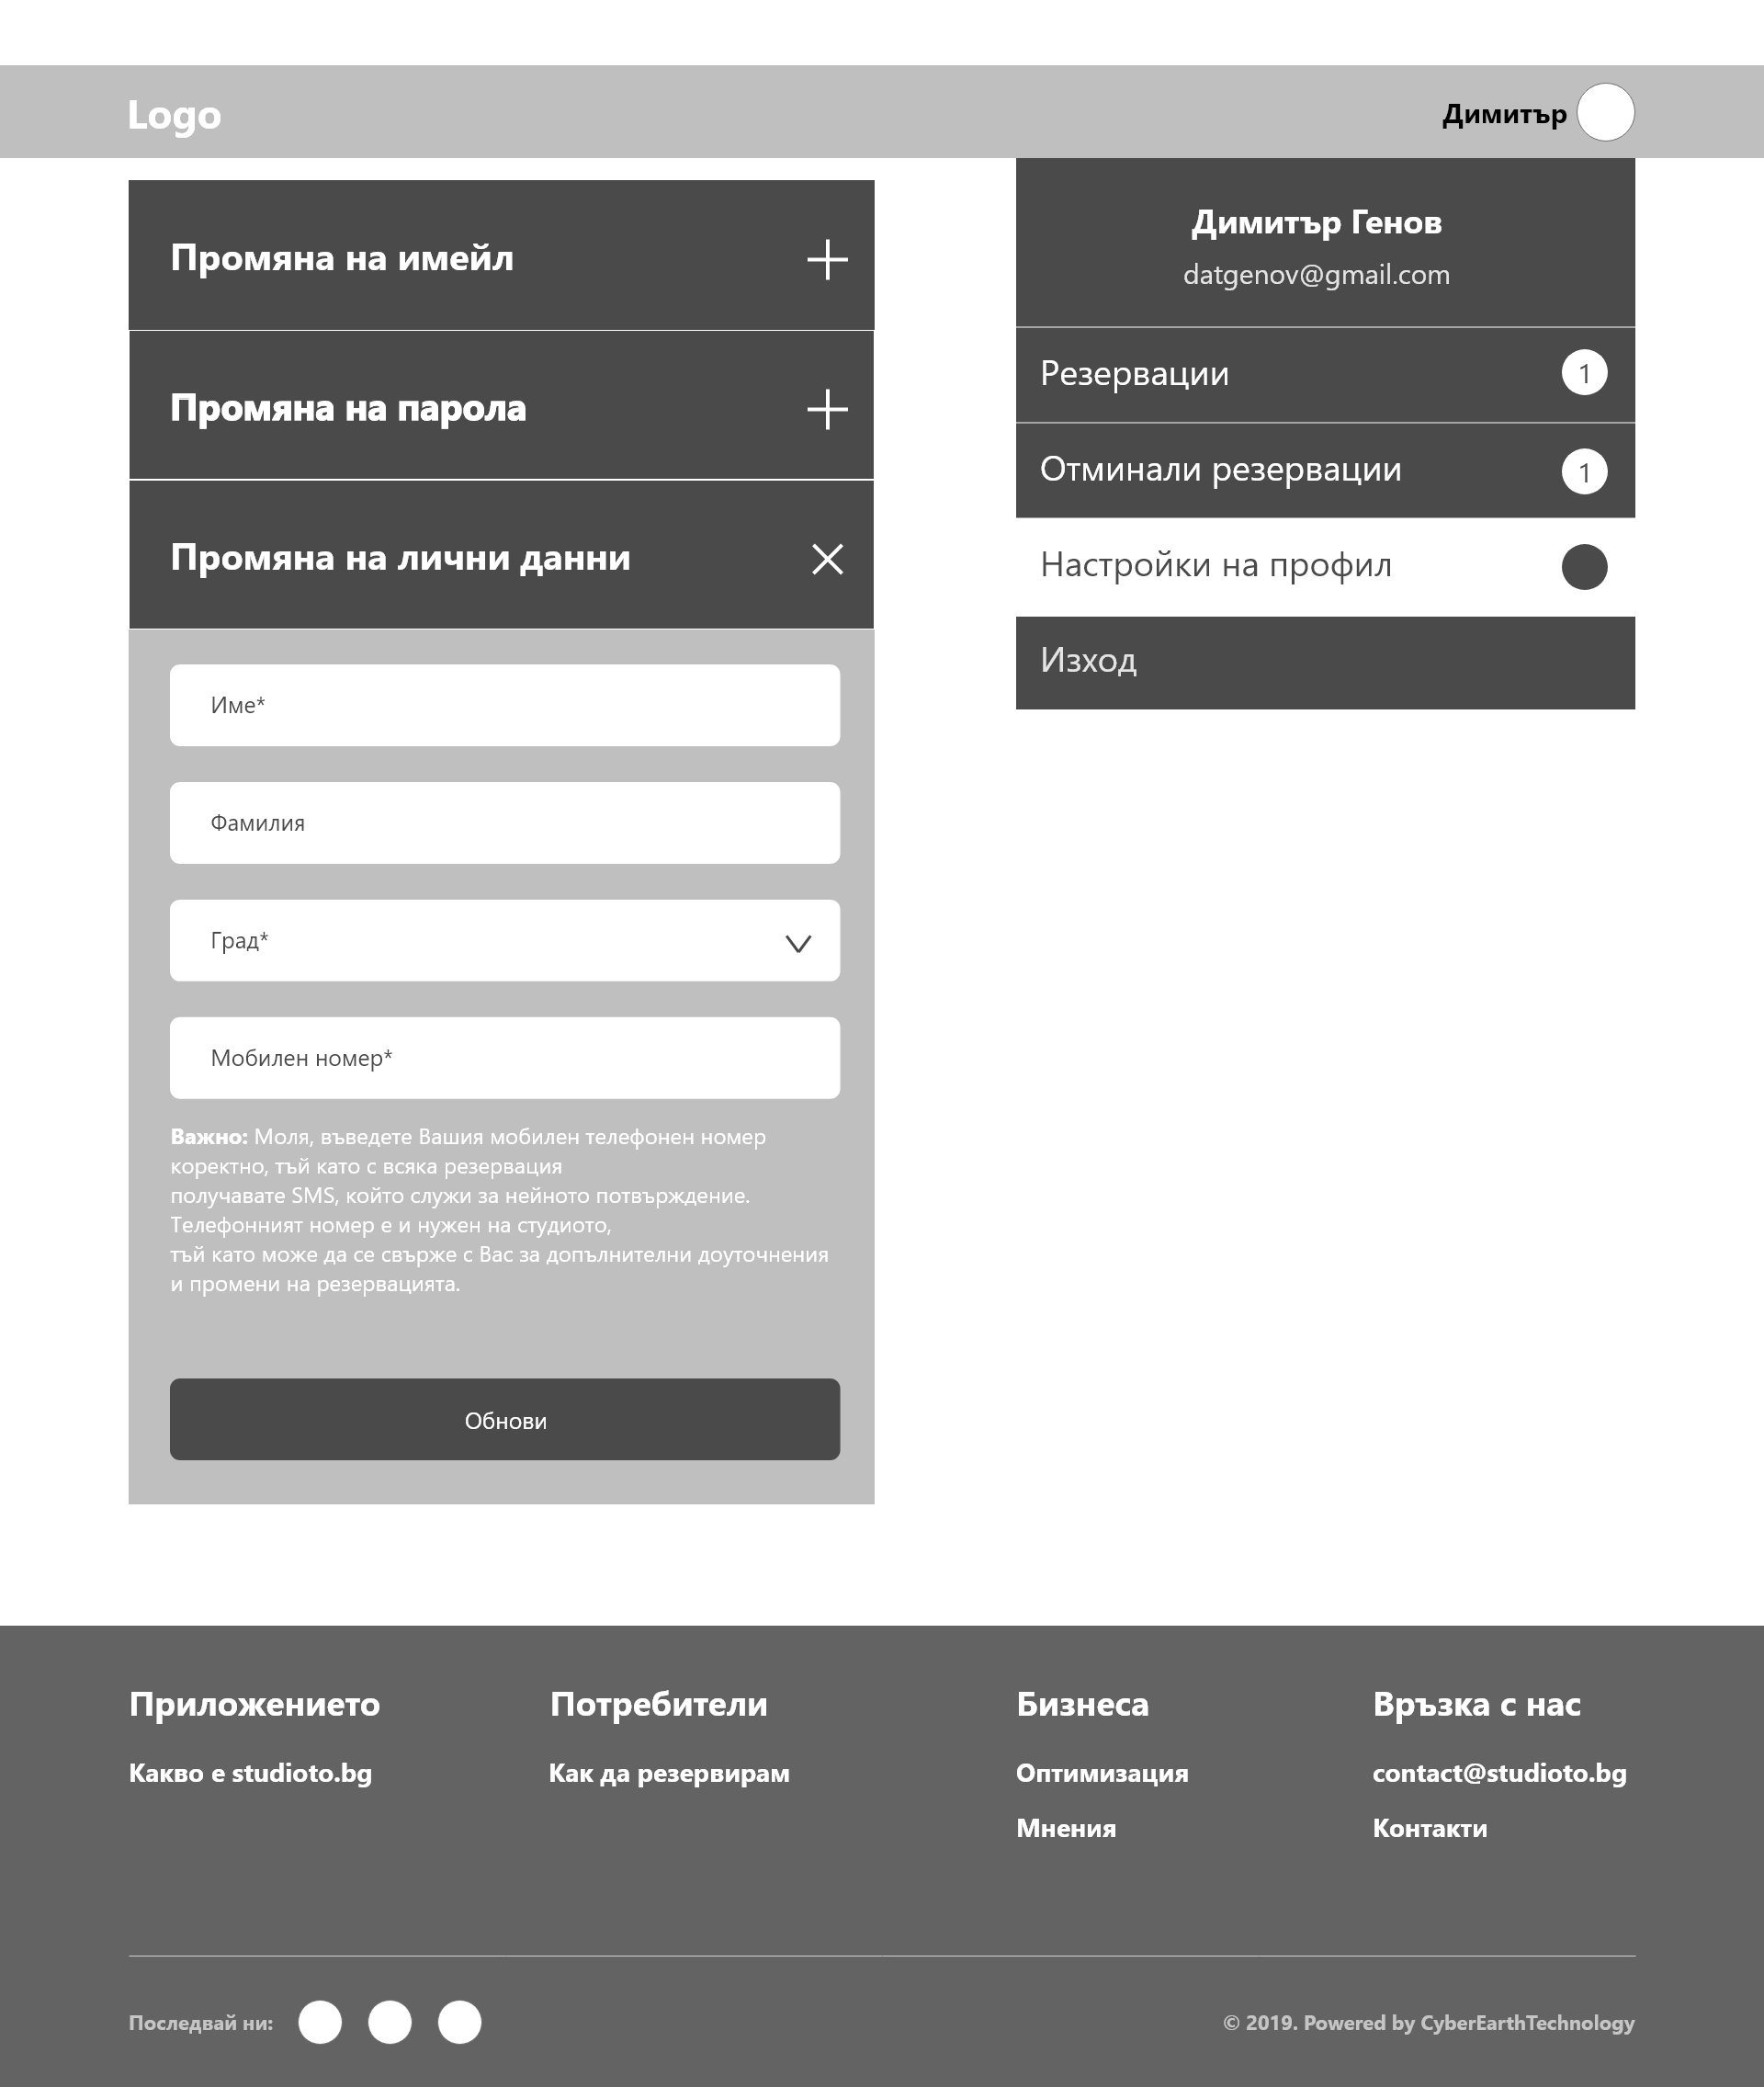 Logo
Димитър
Промяна на имейл
Промяна на парола
Промяна на лични данни
Име*
Фамилия
Град*
Мобилен номер*
Важно: Моля, въведете Вашия мобилен телефонен номер
коректно, тъй като с всяка резервация
получавате SMS, който служи за нейното потвърждение.
Телефонният номер е и нужен на студиото,
тъй като може да се свърже с Вас за допълнителни доуточнения
и промени на резервацията.
Обнови
Димитър Генов
datgenov@gmail.com
Резервации 1
Отминали резервации 1
Настройки на профил
Изход
Приложението
Какво е studioto.bg
Потребители
Как да резервирам
Бизнеса
Оптимизация
Мнения
Връзка с нас
contact@studioto.bg
Контакти
Последвай ни:
© 2019. Powered by CyberEarthTechnology